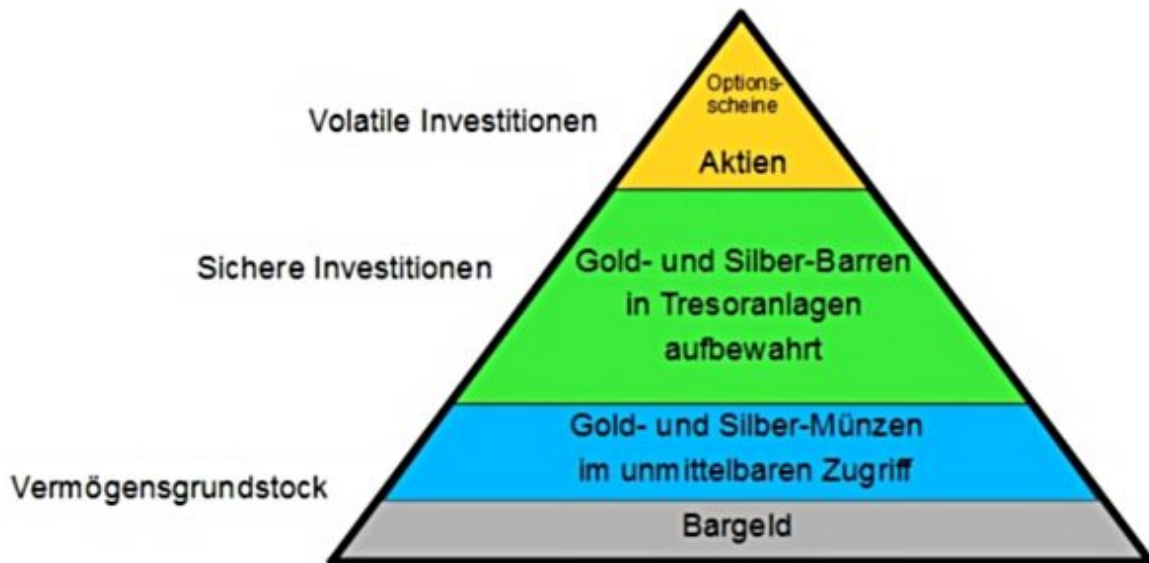 Options-
scheine
Volatile Investitionen
Aktien
Sichere Investitionen
Gold- und Silber-Barren
in Tresoranlagen
aufbewahrt
Gold- und Silber-Münzen
im unmittelbaren Zugriff
Vermögensgrundstock
Bargeld